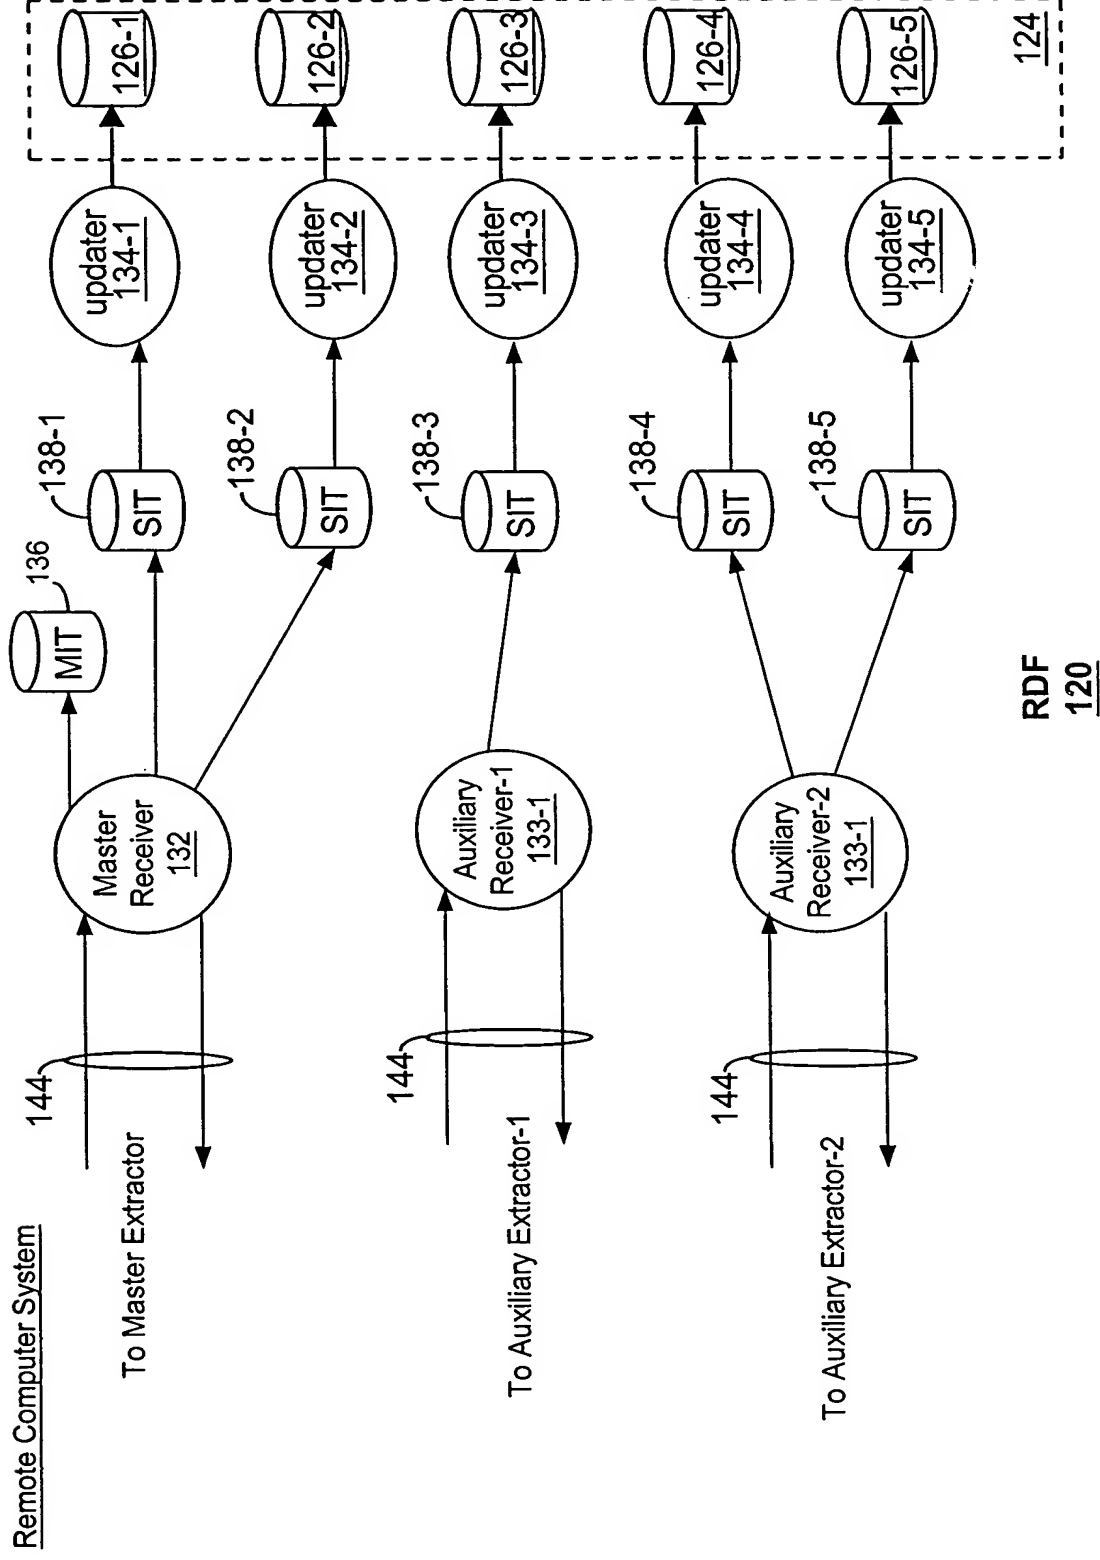 Remote Computer System
To Master Extractor
144
Master
Receiver
132
MIT
136
SIT
138-1
updater
134-1
126-1
SIT
138-2
updater
134-2
126-2
To Auxiliary Extractor-1
144
Auxiliary
Receiver-1
133-1
SIT
138-3
updater
134-3
126-3
To Auxiliary Extractor-2
144
Auxiliary
Receiver-2
133-1
SIT
138-4
updater
134-4
126-4
SIT
138-5
updater
134-5
126-5
124
RDF
120